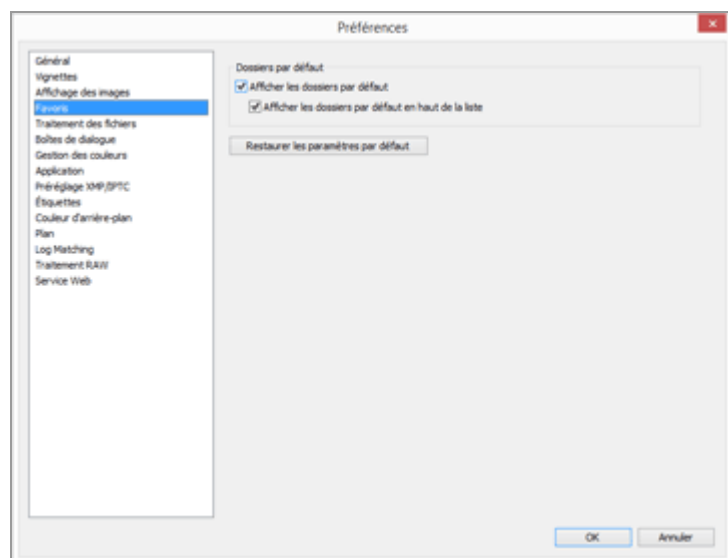 Préférences
Général
Vignettes
Affichage des images
Favoris
Traitement des fichiers
Boîtes de dialogue
Gestion des couleurs
Application
Préréglage XMP/IPTC
Étiquettes
Couleur d'arrière-plan
Plan
Log Matching
Traitement RAW
Service Web
Dossiers par défaut
Afficher les dossiers par défaut
Afficher les dossiers par défaut en haut de la liste
Restaurer les paramètres par défaut
OK
Annuler